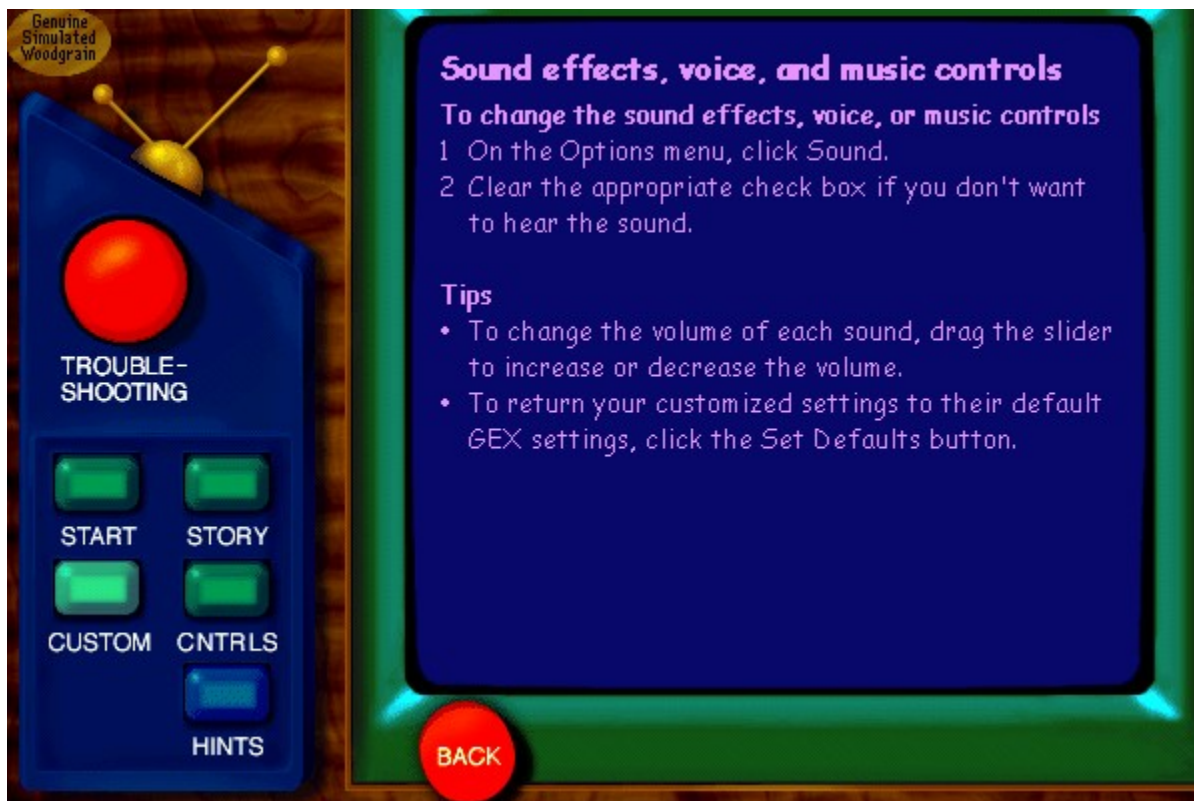 Genuine
Simulated
Woodgrain
TROUBLE-
SHOOTING
START
STORY
CUSTOM
CNTRLS
HINTS
Sound effects, voice, and music controls
To change the sound effects, voice, or music controls
1 On the Options menu, click Sound.
2 Clear the appropriate check box if you don't want
to hear the sound.
Tips
• To change the volume of each sound, drag the slider
to increase or decrease the volume.
• To return your customized settings to their default
GEX settings, click the Set Defaults button.
BACK